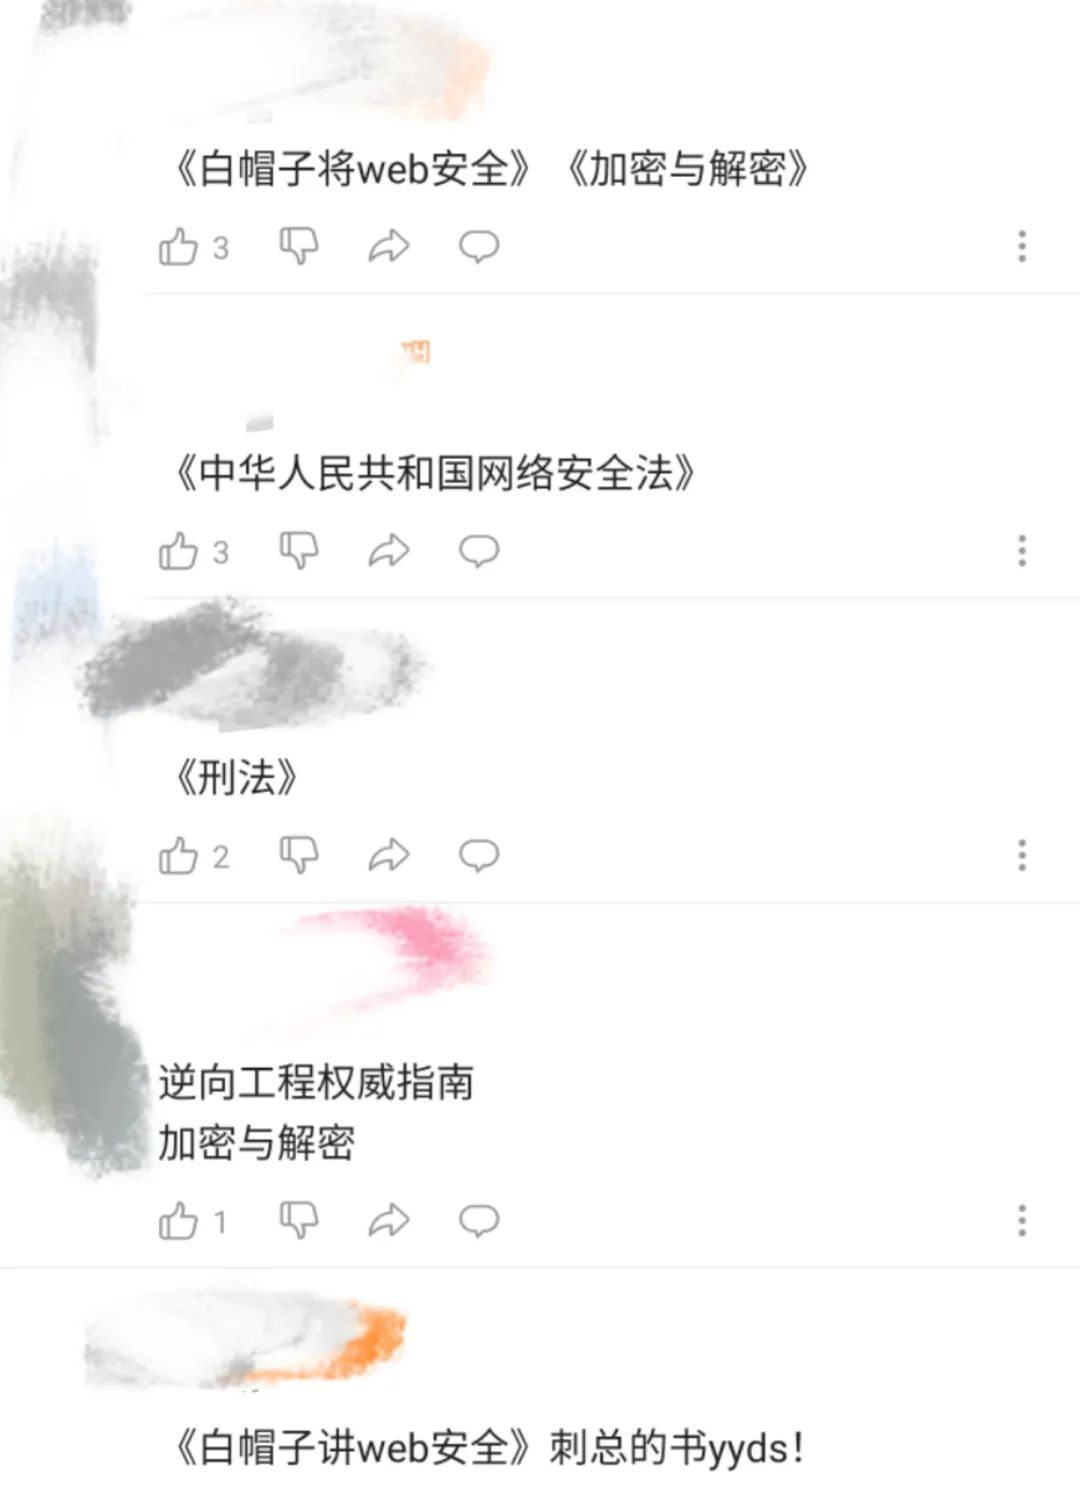 《白帽子将web安全》《加密与解密》
3
《中华人民共和国网络安全法》
3
《刑法》
2
逆向工程权威指南
加密与解密
1
《白帽子讲web安全》刺总的书yyds！